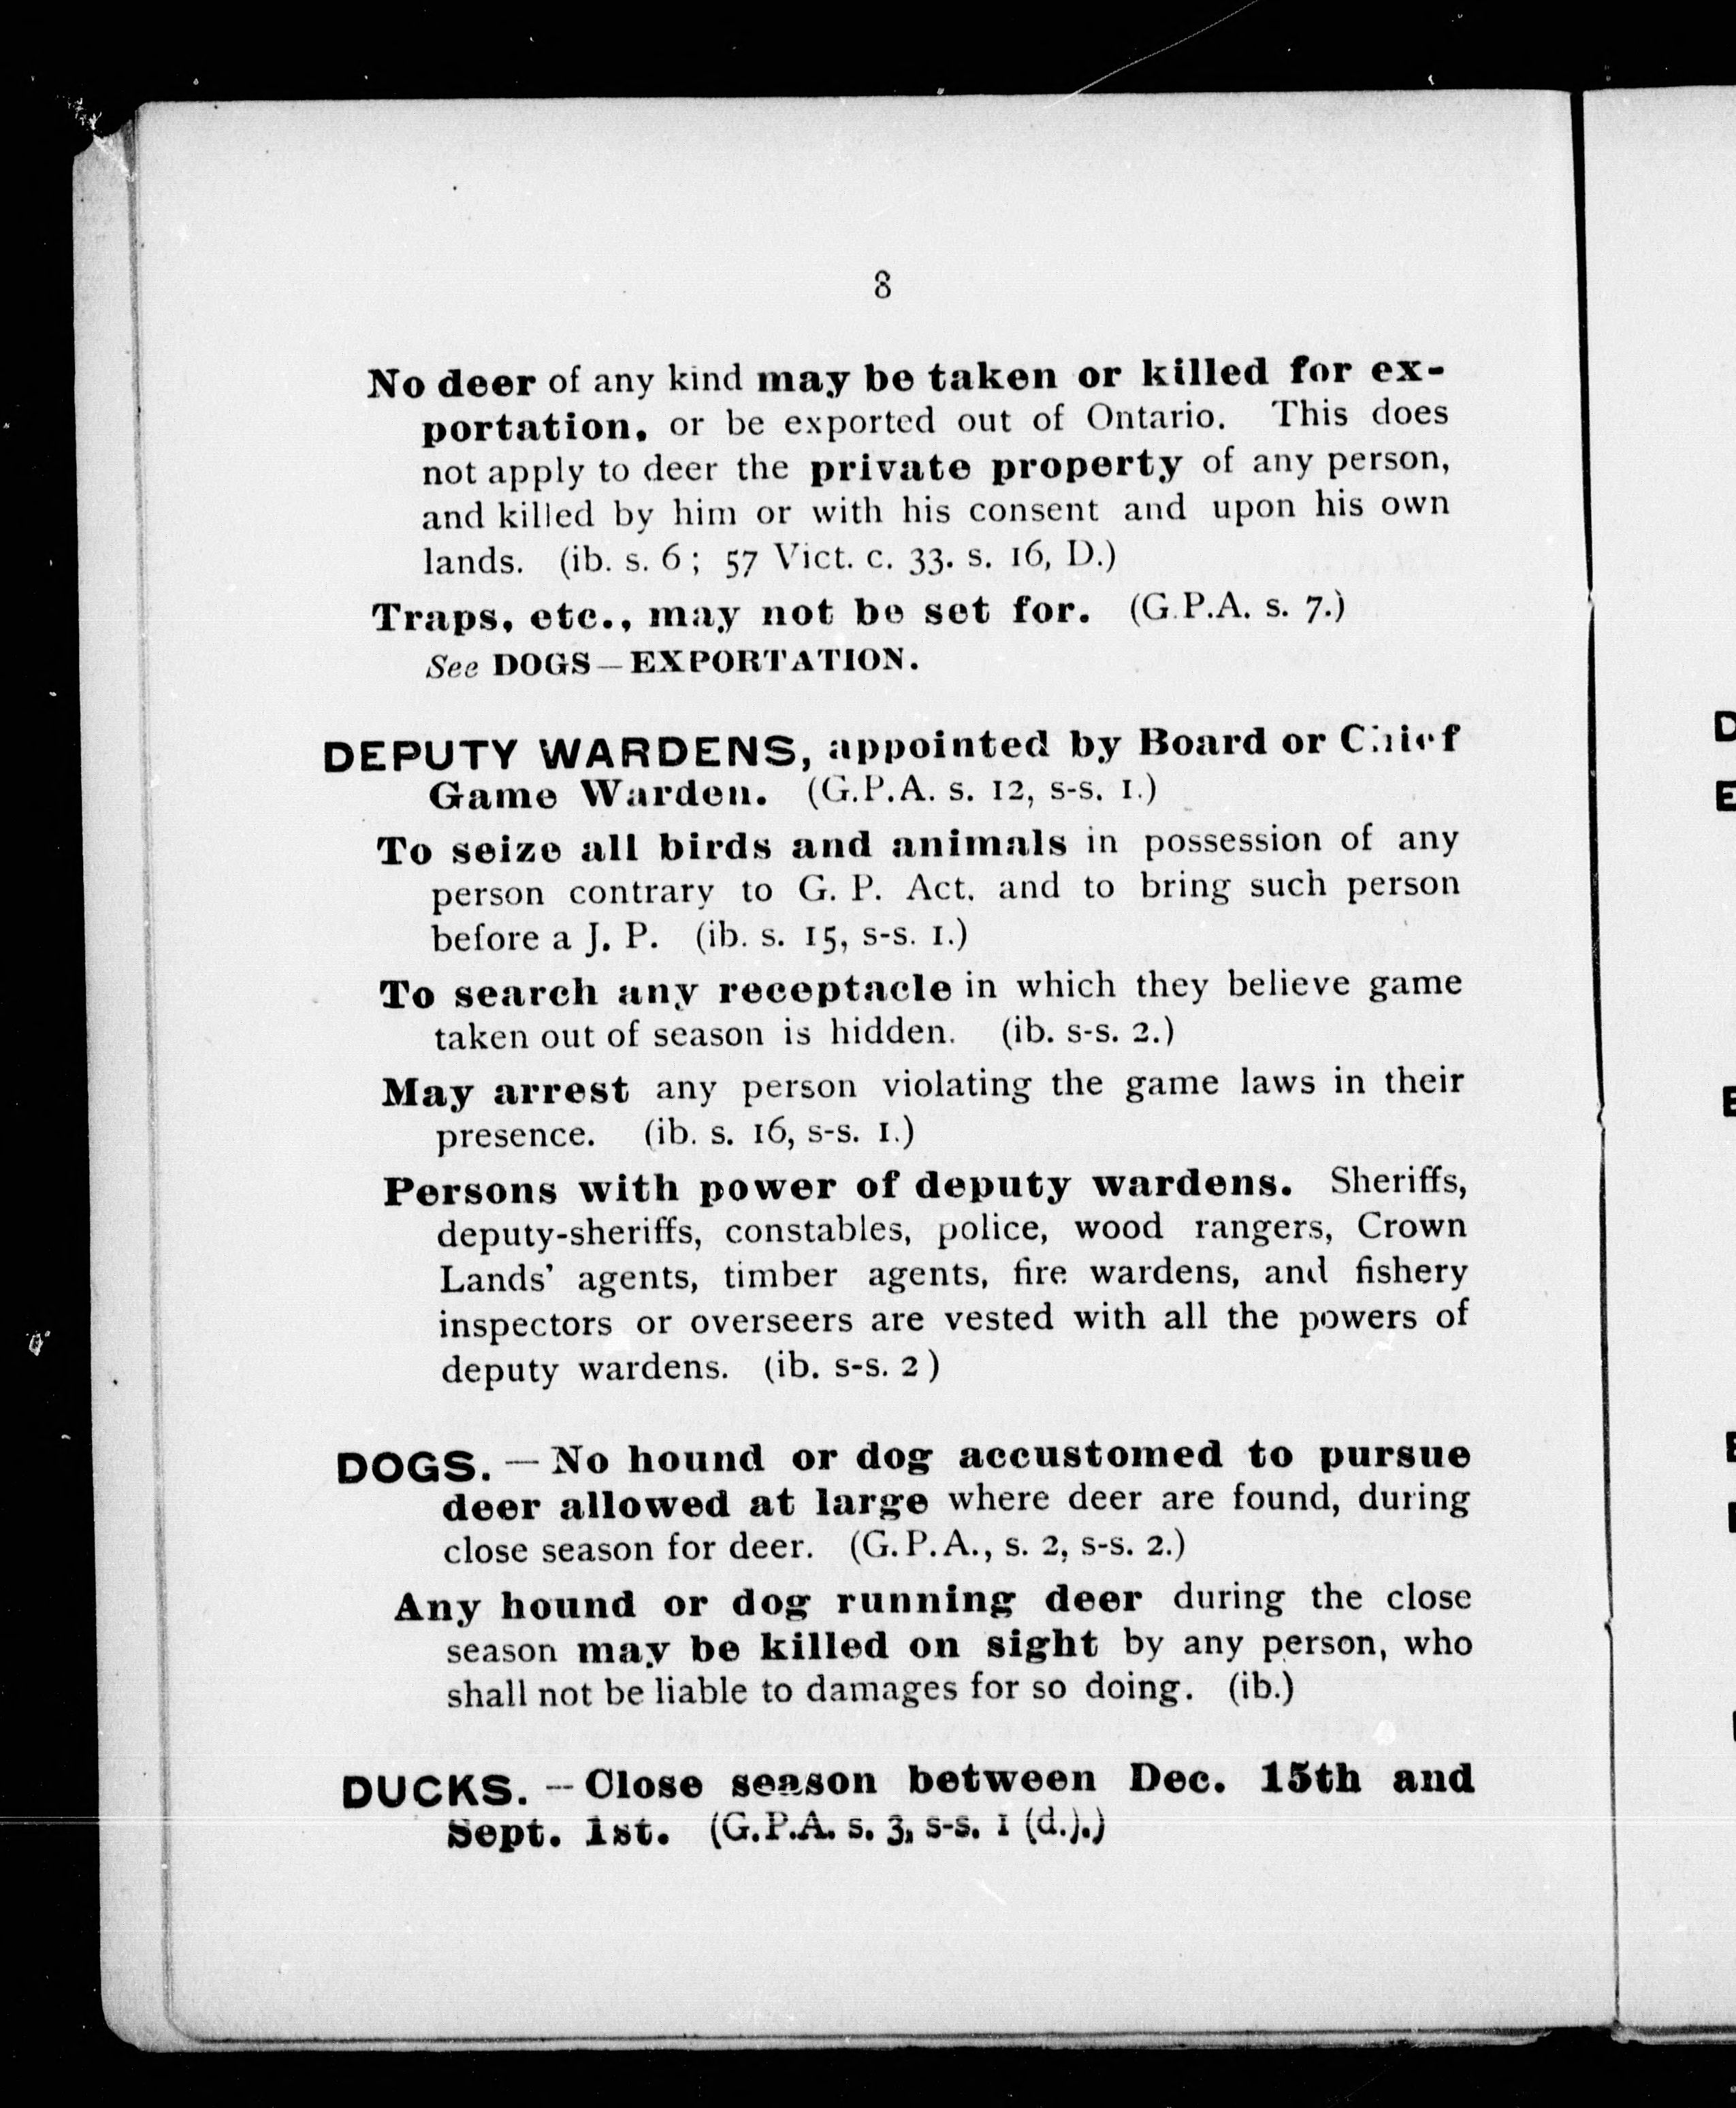 8
No deer of any kind may be taken or killed for ex-
portation, or be exported out of Ontario. This does
not apply to deer the private property of any person,
and killed by him or with his consent and upon his own
lands. (ib. s. 6 ; 57 Vict. c. 33. s. 16, D.)
Traps, etc., may not be set for. (G.P.A. s. 7.)
See DOGS—EXPORTATION.
DEPUTY WARDENS, appointed by Board or Chief
Game Warden. (G.P.A. s. 12, s-s. 1.)
To seize all birds and animals in possession of any
person contrary to G. P. Act. and to bring such person
before a J. P. (ib. s. 15, s-s. 1.)
To search any receptacle in which they believe game
taken out of season is hidden. (ib. s-s. 2.)
May arrest any person violating the game laws in their
presence. (ib. s. 16, s-s. 1.)
Persons with power of deputy wardens. Sheriffs,
deputy-sheriffs, constables, police, wood rangers, Crown
Lands' agents, timber agents, fire wardens, and fishery
inspectors or overseers are vested with all the powers of
deputy wardens. (ib. s-s. 2 )
DOGS. — No hound or dog accustomed to pursue
deer allowed at large where deer are found, during
close season for deer. (G.P.A., s. 2, s-s. 2.)
Any hound or dog running deer during the close
season may be killed on sight by any person, who
shall not be liable to damages for so doing. (ib.)
DUCKS. — Close season between Dec. 15th and
Sept. 1st. (G.P.A. s. 3, s-s. 1 (d.).)